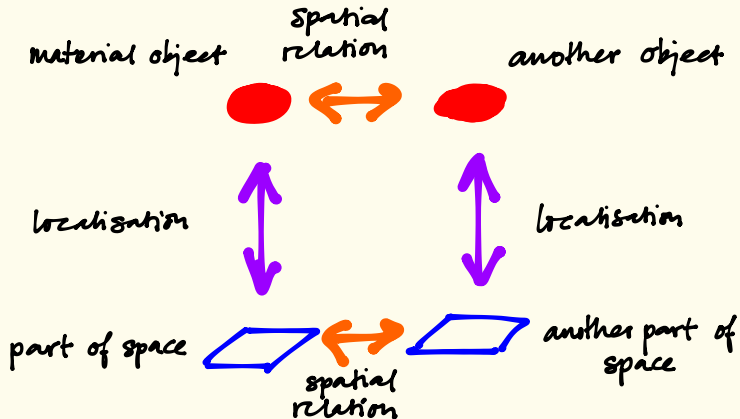 spatial
relation
material object
another object
localisation
localisation
part of space
another part of
space
spatial
relation